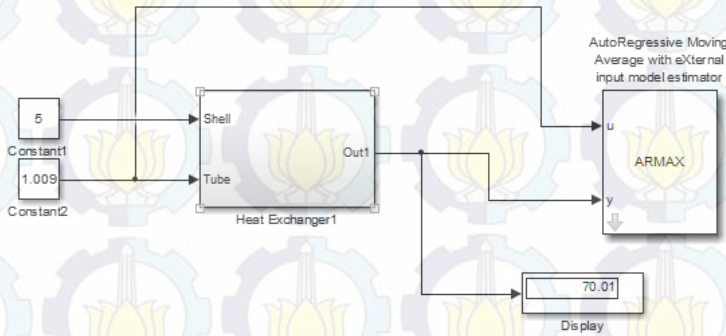 AutoRegressive Moving
Average with eXternal
input model estimator
5
Shell
Constant1
u
Out1
ARMAX
1.009
Tube
Constant2
y
Heat Exchanger1
70.01
Display